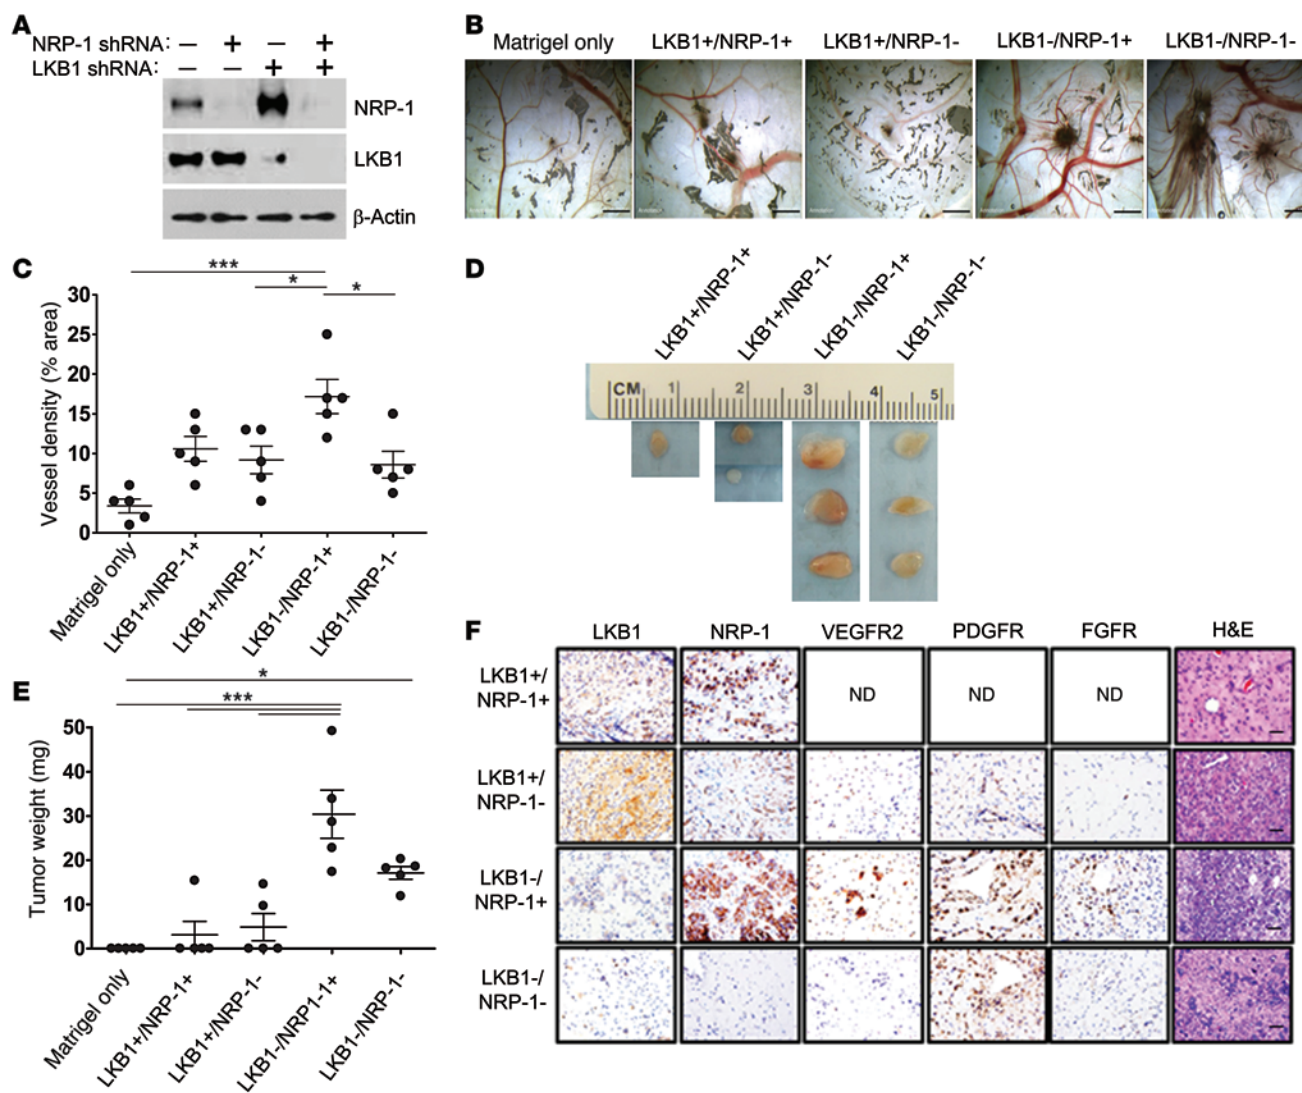 A
NRP-1 shRNA: – + – +
LKB1 shRNA: – – + +
NRP-1
LKB1
β-Actin
B
Matrigel only
LKB1+/NRP-1+
LKB1+/NRP-1-
LKB1-/NRP-1+
LKB1-/NRP-1-
C
***
*
*
Vessel density (% area)
30
25
20
15
10
5
0
Matrigel only
LKB1+/NRP-1+
LKB1+/NRP-1-
LKB1-/NRP-1+
LKB1-/NRP-1-
D
LKB1+/NRP-1+
LKB1+/NRP-1-
LKB1-/NRP-1+
LKB1-/NRP-1-
CM 1 2 3 4 5
E
*
***
Tumor weight (mg)
50
40
30
20
10
0
Matrigel only
LKB1+/NRP-1+
LKB1+/NRP-1-
LKB1-/NRP1-1+
LKB1-/NRP-1-
F
LKB1 NRP-1 VEGFR2 PDGFR FGFR H&E
LKB1+/
NRP-1+
ND ND ND
LKB1+/
NRP-1-
LKB1-/
NRP-1+
LKB1-/
NRP-1-